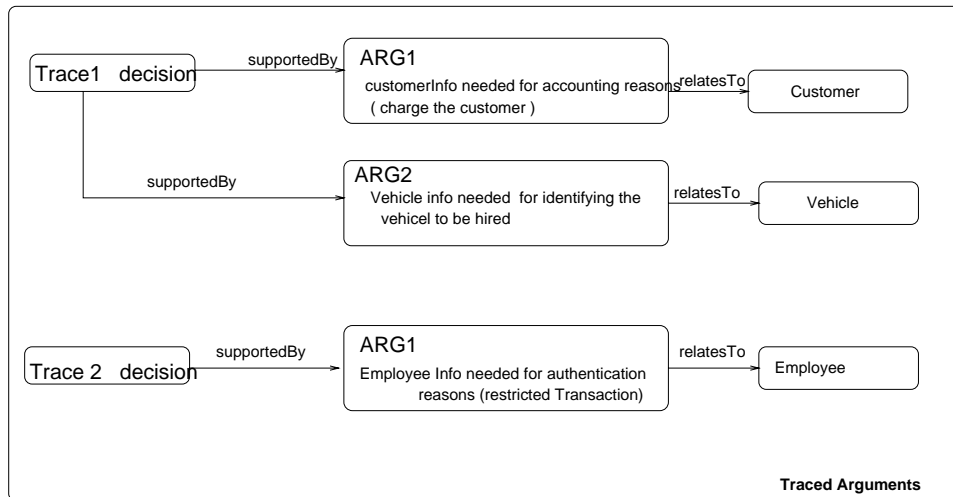 ARG1
supportedBy
Trace1 decision
customerInfo needed for accounting reasons
( charge the customer )
relatesTo
Customer
ARG2
supportedBy
Vehicle info needed for identifying the
vehicel to be hired
relatesTo
Vehicle
ARG1
supportedBy
Trace 2 decision
Employee Info needed for authentication
reasons (restricted Transaction)
relatesTo
Employee
Traced Arguments